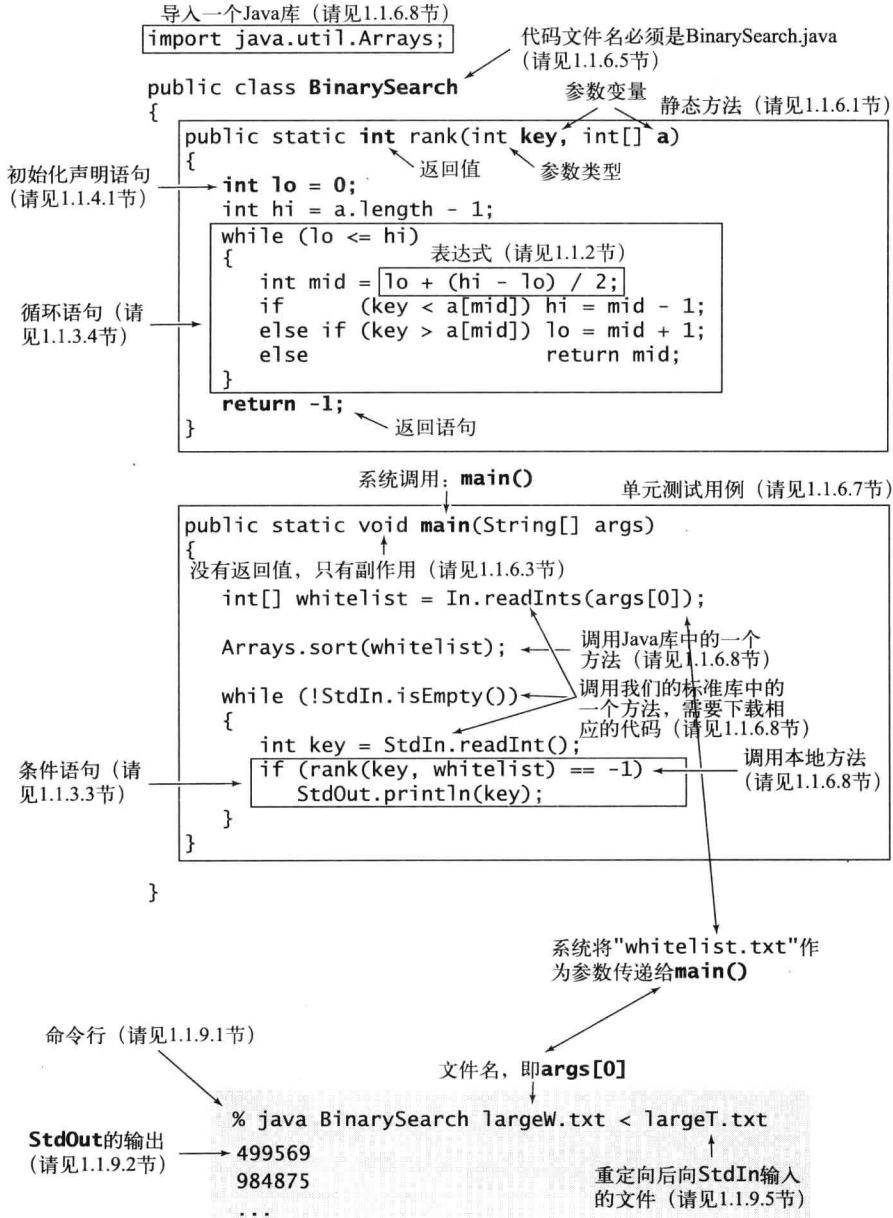 导入一个Java库（请见1.1.6.8节）
import java.util.Arrays;
代码文件名必须是BinarySearch.java
（请见1.1.6.5节）
public class BinarySearch
{
参数变量
静态方法（请见1.1.6.1节）
public static int rank(int key, int[] a)
{
返回值
参数类型
初始化声明语句
（请见1.1.4.1节）
int lo = 0;
int hi = a.length - 1;
while (lo <= hi)
{
表达式（请见1.1.2节）
int mid = lo + (hi - lo) / 2;
if (key < a[mid]) hi = mid - 1;
else if (key > a[mid]) lo = mid + 1;
else return mid;
循环语句（请
见1.1.3.4节）
}
return -1;
返回语句
}
系统调用：main()
单元测试用例（请见1.1.6.7节）
public static void main(String[] args)
{
没有返回值，只有副作用（请见1.1.6.3节）
int[] whitelist = In.readInts(args[0]);
Arrays.sort(whitelist);
调用Java库中的一个
方法（请见1.1.6.8节）
while (!StdIn.isEmpty())
调用我们的标准库中的
一个方法，需要下载相
应的代码（请见1.1.6.8节）
{
int key = StdIn.readInt();
条件语句（请
见1.1.3.3节）
if (rank(key, whitelist) == -1)
StdOut.println(key);
调用本地方法
（请见1.1.6.8节）
}
}
}
系统将"whitelist.txt"作
为参数传递给main()
命令行（请见1.1.9.1节）
文件名，即args[0]
% java BinarySearch largeW.txt < largeT.txt
StdOut的输出
（请见1.1.9.2节）
499569
984875
...
重定向后向StdIn输入
的文件（请见1.1.9.5节）